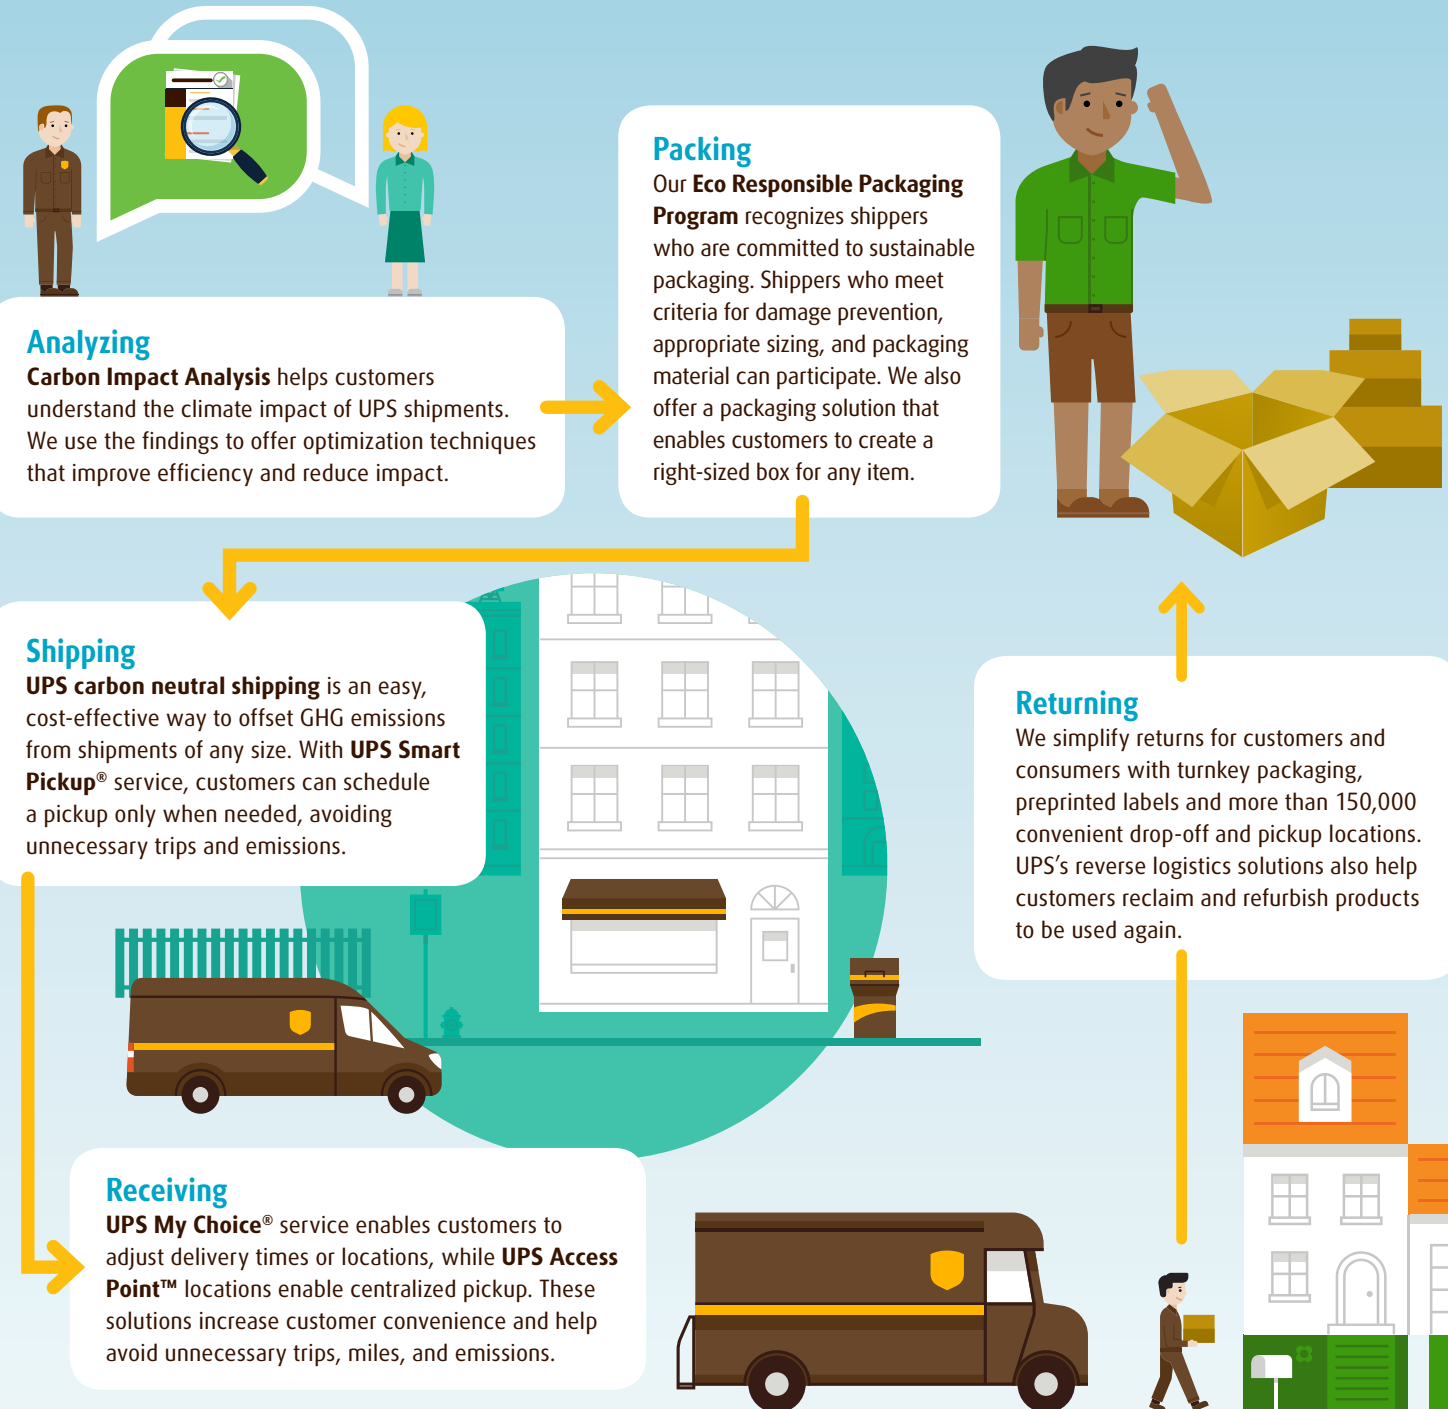 Analyzing
Carbon Impact Analysis helps customers
understand the climate impact of UPS shipments.
We use the findings to offer optimization techniques
that improve efficiency and reduce impact.
Packing
Our Eco Responsible Packaging
Program recognizes shippers
who are committed to sustainable
packaging. Shippers who meet
criteria for damage prevention,
appropriate sizing, and packaging
material can participate. We also
offer a packaging solution that
enables customers to create a
right-sized box for any item.
Shipping
UPS carbon neutral shipping is an easy,
cost-effective way to offset GHG emissions
from shipments of any size. With UPS Smart
Pickup® service, customers can schedule
a pickup only when needed, avoiding
unnecessary trips and emissions.
Returning
We simplify returns for customers and
consumers with turnkey packaging,
preprinted labels and more than 150,000
convenient drop-off and pickup locations.
UPS’s reverse logistics solutions also help
customers reclaim and refurbish products
to be used again.
Receiving
UPS My Choice® service enables customers to
adjust delivery times or locations, while UPS Access
Point™ locations enable centralized pickup. These
solutions increase customer convenience and help
avoid unnecessary trips, miles, and emissions.